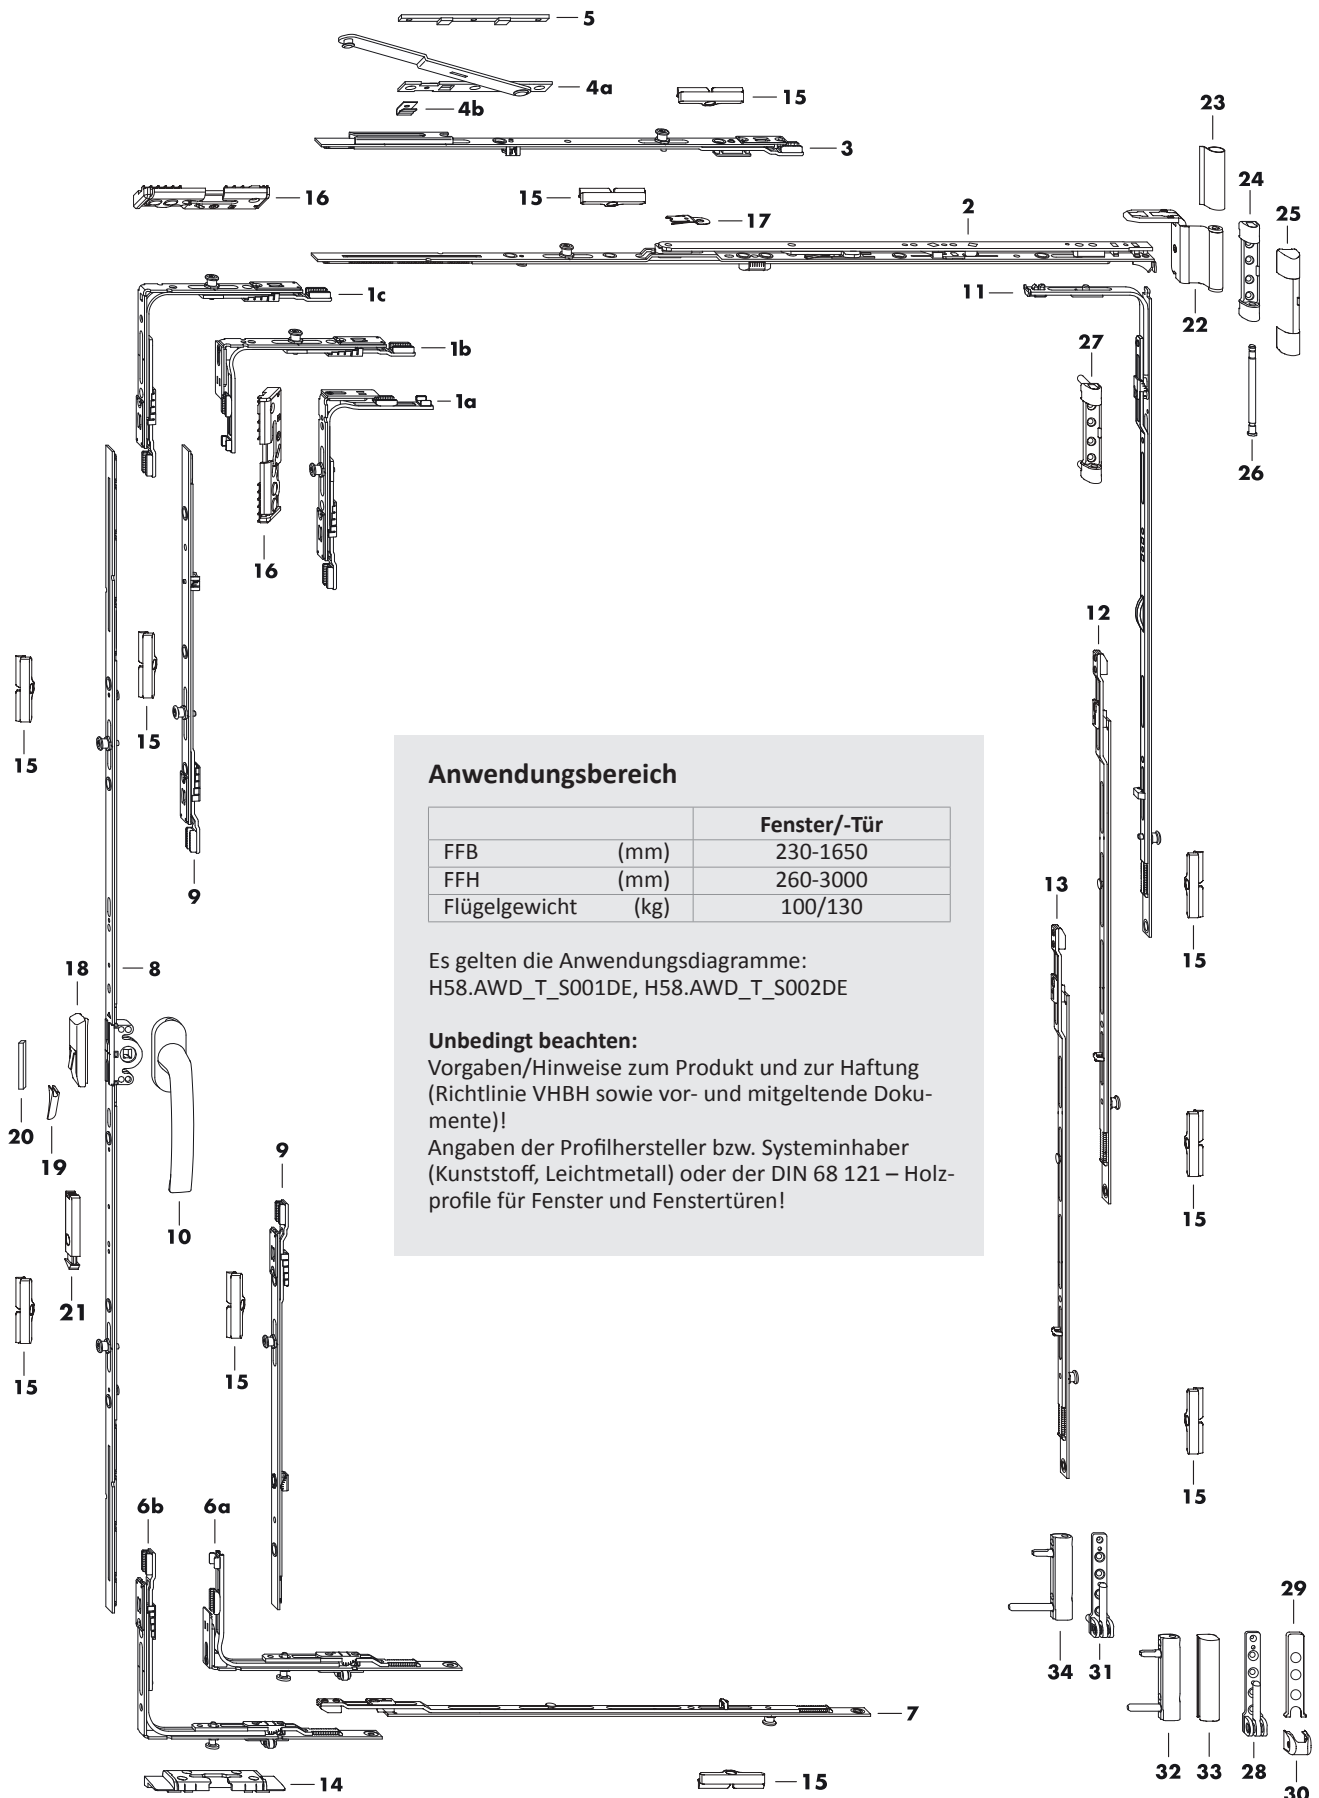 5
4a
15
4b
23
3
16
15
24
2
25
17
1c
11
22
1b
27
1a
26
16
12
15
15
Anwendungsbereich
Fenster/-Tür
FFB (mm) 230-1650
FFH (mm) 260-3000
Flügelgewicht (kg) 100/130
Es gelten die Anwendungsdiagramme:
H58.AWD_T_S001DE, H58.AWD_T_S002DE
Unbedingt beachten:
Vorgaben/Hinweise zum Produkt und zur Haftung
(Richtlinie VHBH sowie vor- und mitgeltende Doku-
mente)!
Angaben der Profilhersteller bzw. Systeminhaber
(Kunststoff, Leichtmetall) oder der DIN 68 121 – Holz-
profile für Fenster und Fenstertüren!
9
13
15
18
8
20
19
9
10
15
21
15
15
15
6b
6a
29
34
31
7
32
33
28
30
14
15